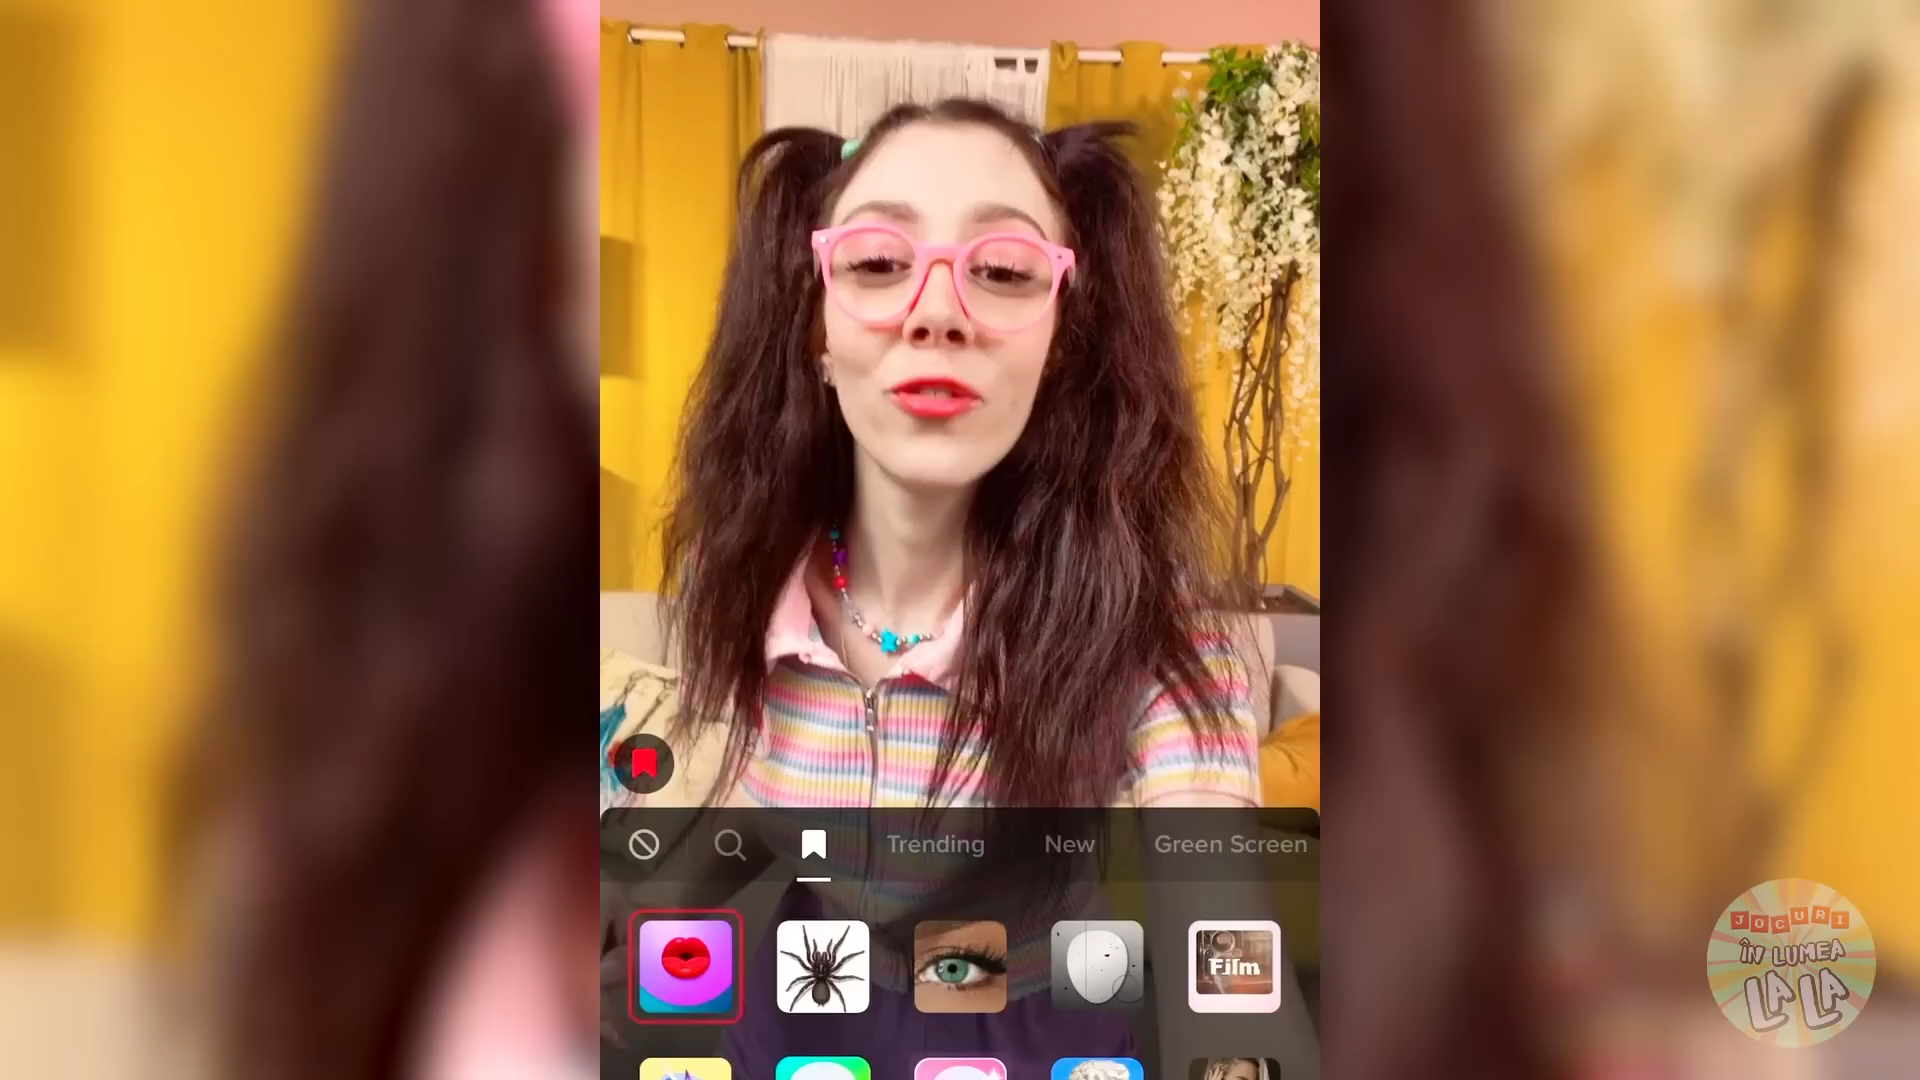 Trending
New
Green Screen
Film
JOCURI
ÎN LUMEA
LA LA